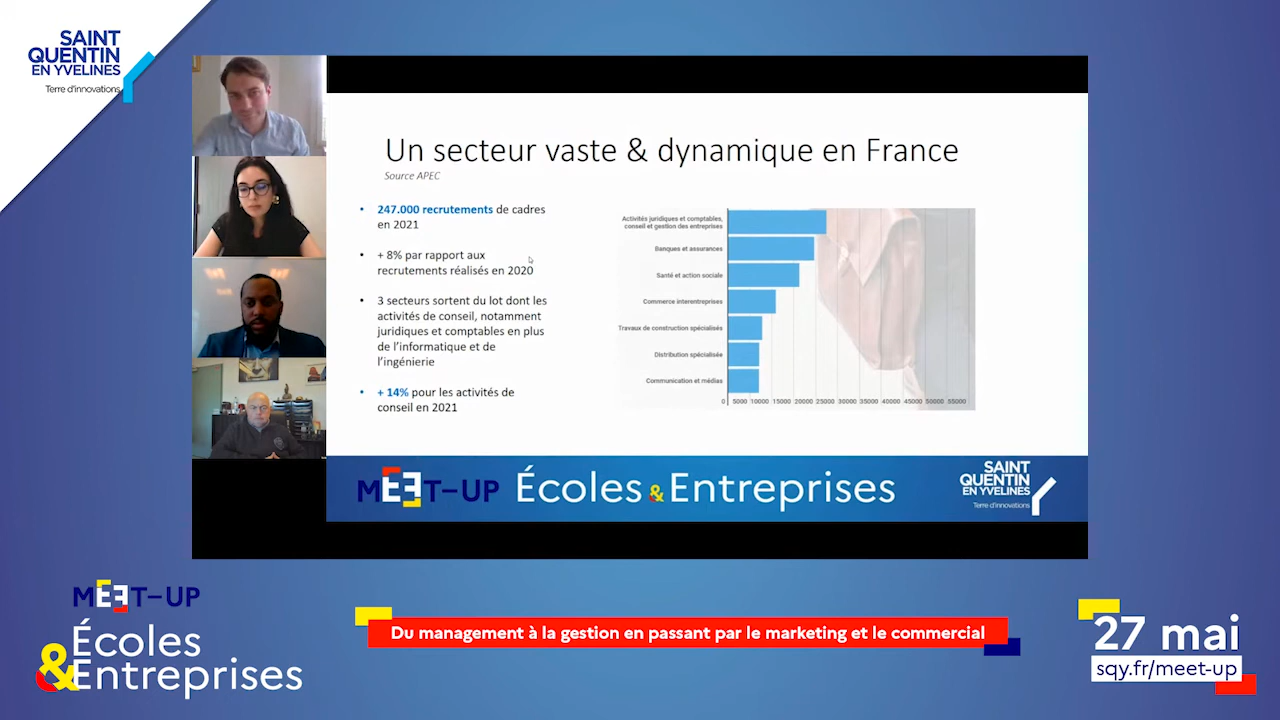 SAINT
QUENTIN
EN YVELINES
Terre d'innovations
Un secteur vaste & dynamique en France
Source APEC
• 247.000 recrutements de cadres
en 2021
• + 8% par rapport aux
recrutements réalisés en 2020
• 3 secteurs sortent du lot dont les
activités de conseil, notamment
juridiques et comptables en plus
de l'informatique et de
l'ingénierie
• + 14% pour les activités de
conseil en 2021
Activités juridiques et comptables,
conseil et gestion des entreprises
Banques et assurances
Santé et action sociale
Commerce interentreprises
Travaux de construction spécialisés
Distribution spécialisée
Communication et médias
0 5000 10000 15000 20000 25000 30000 35000 40000 45000 50000 55000
MEET-UP Écoles & Entreprises
SAINT
QUENTIN
EN YVELINES
Terre d'innovations
MEET-UP
Écoles
&Entreprises
Du management à la gestion en passant par le marketing et le commercial
27 mai
sqy.fr/meet-up